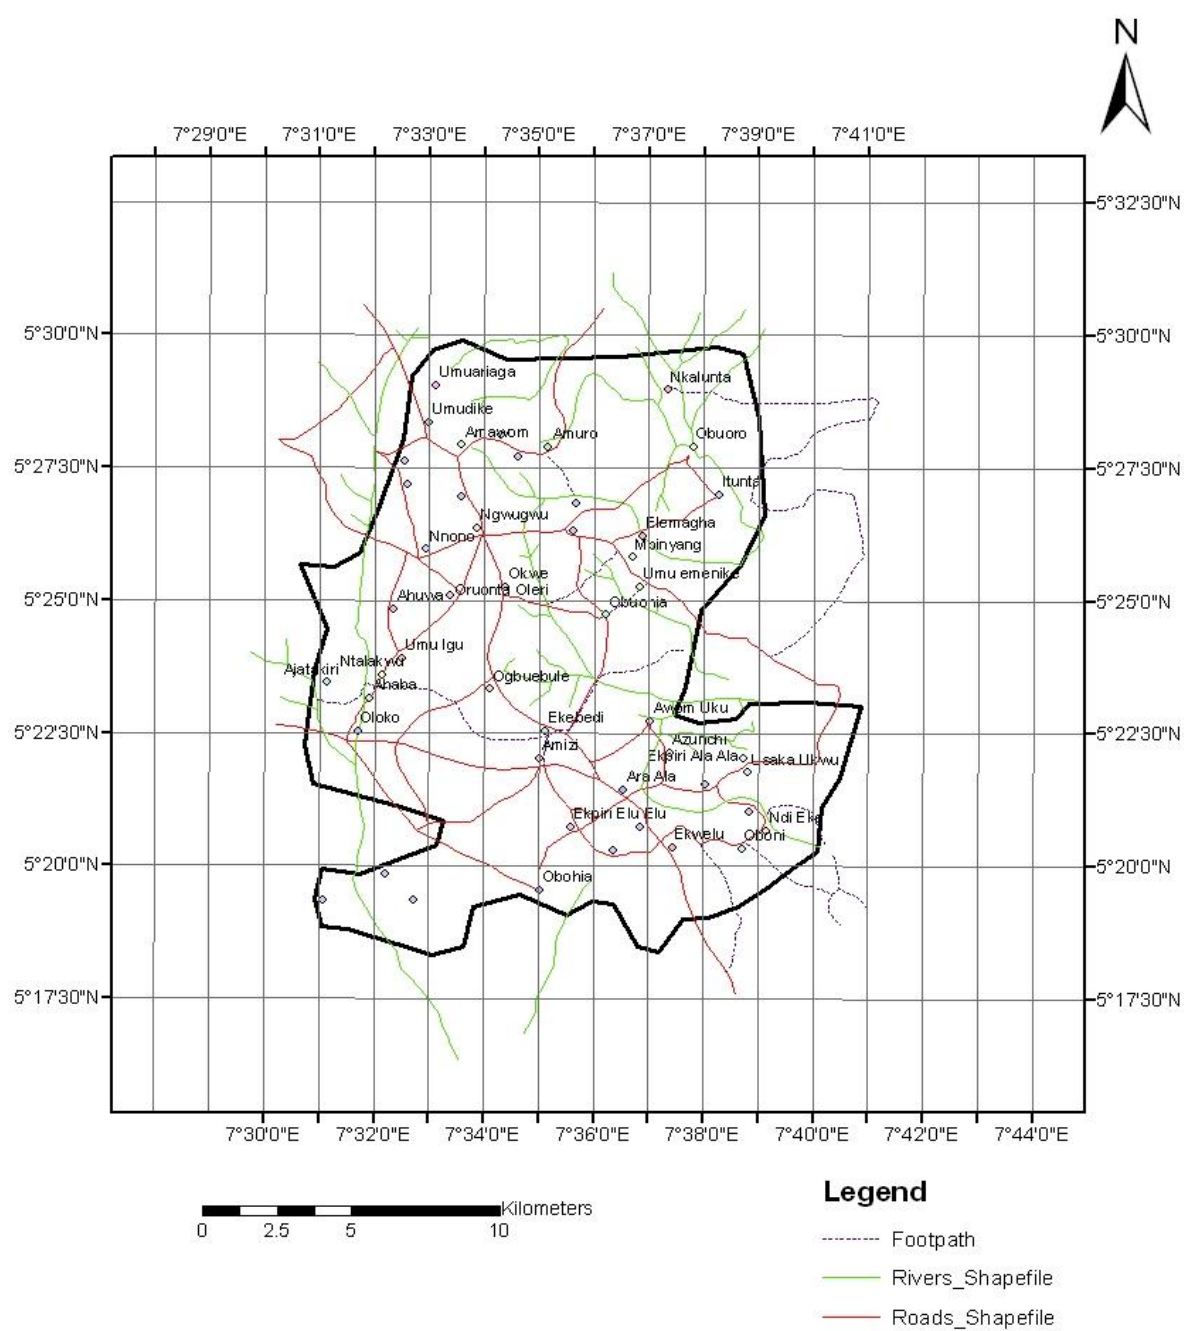 N
7°29'0"E 7°31'0"E 7°33'0"E 7°35'0"E 7°37'0"E 7°39'0"E 7°41'0"E
5°32'30"N
5°30'0"N 5°30'0"N
Umuariaga
Nkalunta
Umudike
Amawom
Amuro
Obuoro
5°27'30"N 5°27'30"N
Itunta
Ngwugwu
Elemagha
Nnono
Mbinyang
Okwe
Umu emenike
Oruonta Oleri
Ahuwa
Obuohia
5°25'0"N 5°25'0"N
Umu Igu
Ntalakwu
Ajatakiri
Ogbuebule
Ahaba
Awom Uku
Oloko
Ekebedi
5°22'30"N 5°22'30"N
Amizi
Azunchi
Ekpiri Ala Ala
Usaka Ukwu
Ara Ala
Ekpiri Elu Elu
Ndi Eke
Ekwelu
Oboni
5°20'0"N 5°20'0"N
Obohia
5°17'30"N 5°17'30"N
7°30'0"E 7°32'0"E 7°34'0"E 7°36'0"E 7°38'0"E 7°40'0"E 7°42'0"E 7°44'0"E
Kilometers
0 2.5 5 10
Legend
Footpath
Rivers_Shapefile
Roads_Shapefile